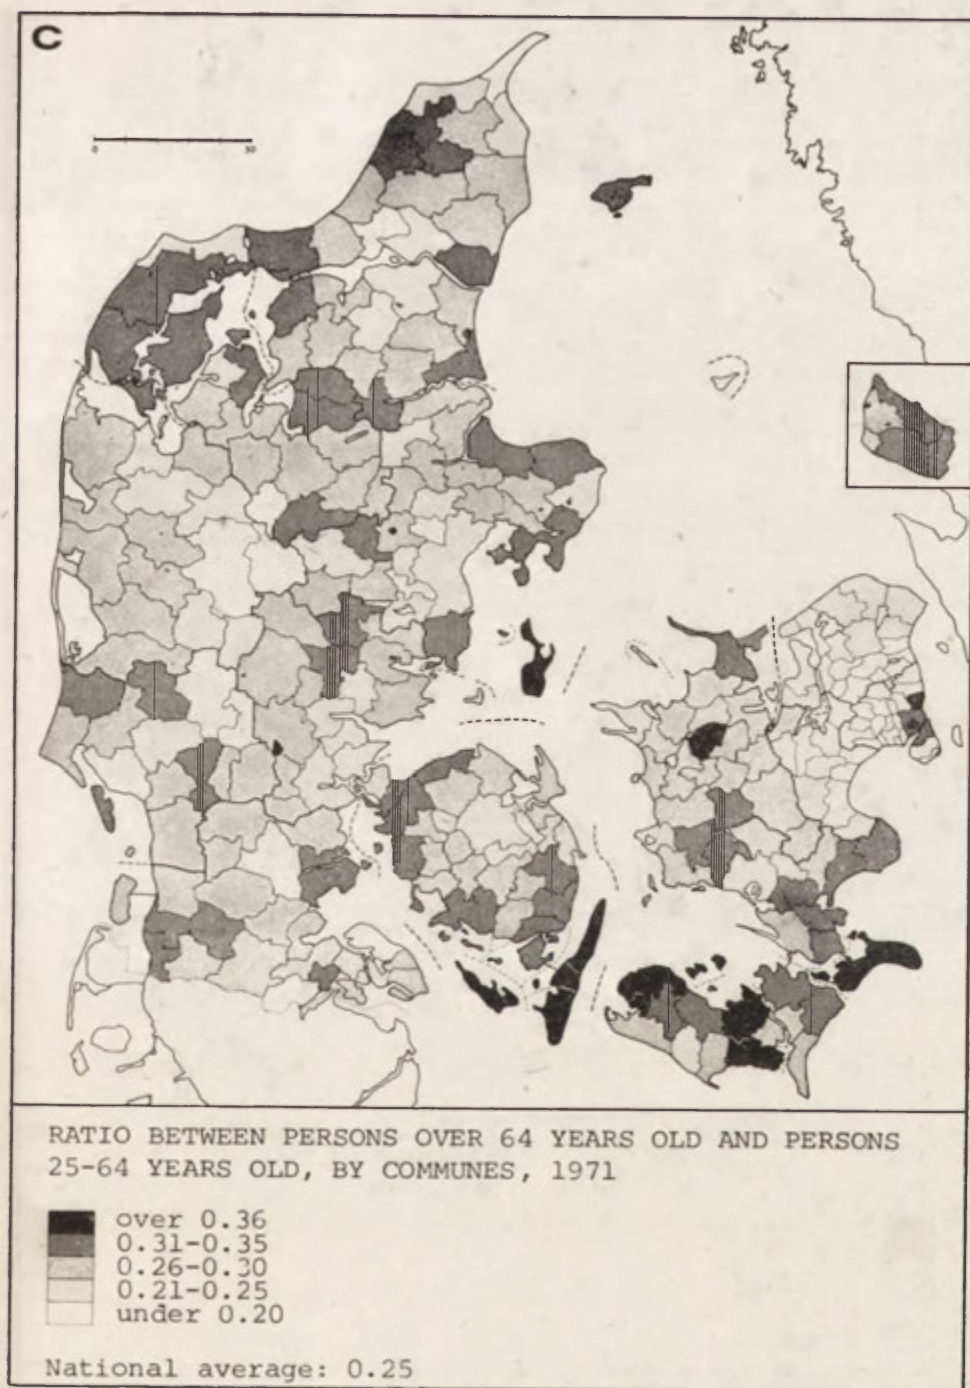 C
0 50
RATIO BETWEEN PERSONS OVER 64 YEARS OLD AND PERSONS
25-64 YEARS OLD, BY COMMUNES, 1971
over 0.36
0.31-0.35
0.26-0.30
0.21-0.25
under 0.20
National average: 0.25